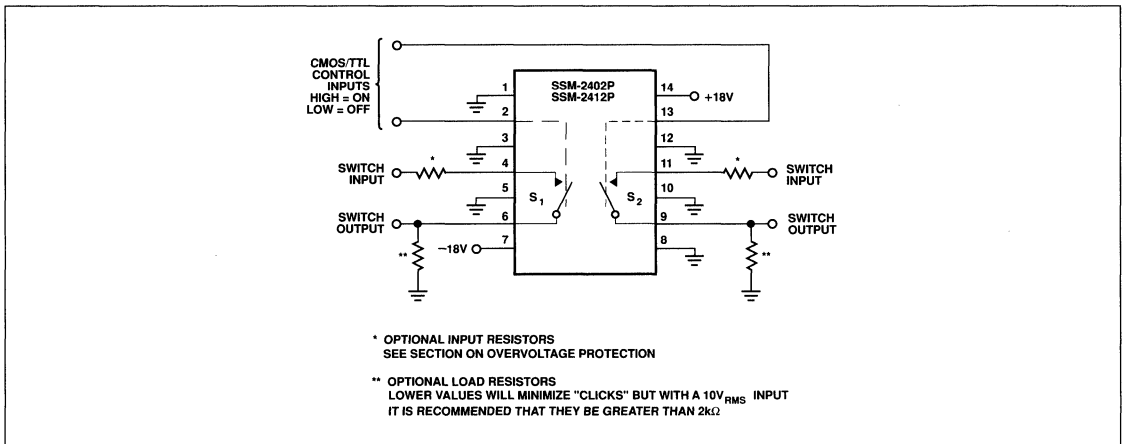 CMOS/TTL
CONTROL
INPUTS
HIGH = ON
LOW = OFF
SSM-2402P
SSM-2412P
1
14
+18V
2
13
3
12
SWITCH
INPUT
*
4
11
*
SWITCH
INPUT
S1
S2
5
10
SWITCH
OUTPUT
6
9
SWITCH
OUTPUT
**
–18V
7
8
**
* OPTIONAL INPUT RESISTORS
SEE SECTION ON OVERVOLTAGE PROTECTION
** OPTIONAL LOAD RESISTORS
LOWER VALUES WILL MINIMIZE "CLICKS" BUT WITH A 10VRMS INPUT
IT IS RECOMMENDED THAT THEY BE GREATER THAN 2kΩ